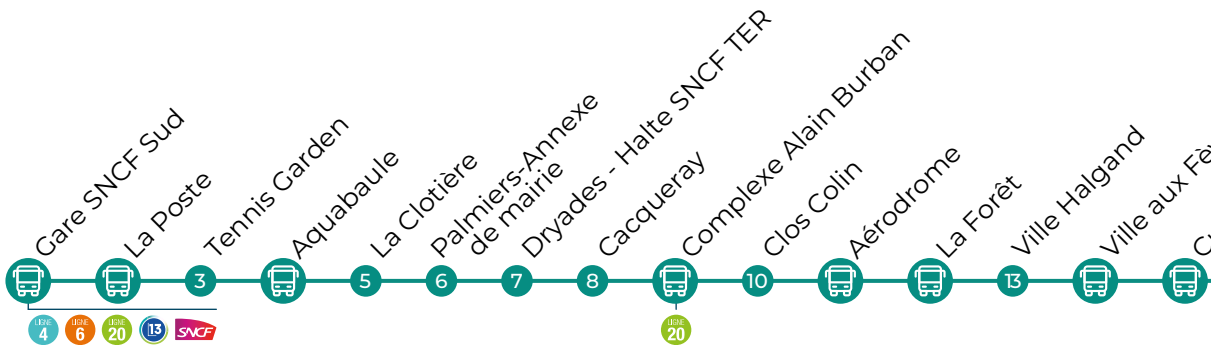 Gare SNCF Sud
La Poste
Tennis Garden
Aquabaule
La Clotière
Palmiers-Annexe
de mairie
Dryades - Halte SNCF TER
Cacqueray
Complexe Alain Burban
Clos Colin
Aérodrome
La Forêt
Ville Halgand
Ville aux
3
5
6
7
8
10
13
LIGNE
4
LIGNE
6
LIGNE
20
13
SNCF
LIGNE
20